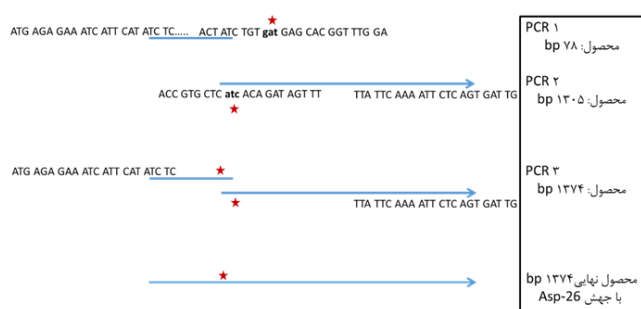 ATG AGA GAA ATC ATT CAT ATC TC..... ACT ATC TGT gat GAG CAC GGT TTG GA
PCR ۱
محصول: ۷۸ bp
PCR ۲
ACC GTG CTC atc ACA GAT AGT TT TTA TTC AAA ATT CTC AGT GAT TG
محصول: ۱۳۰۵ bp
PCR ۳
ATG AGA GAA ATC ATT CAT ATC TC
محصول: ۱۳۷۴ bp
TTA TTC AAA ATT CTC AGT GAT TG
محصول نهایی۱۳۷۴ bp
با جهش Asp-26